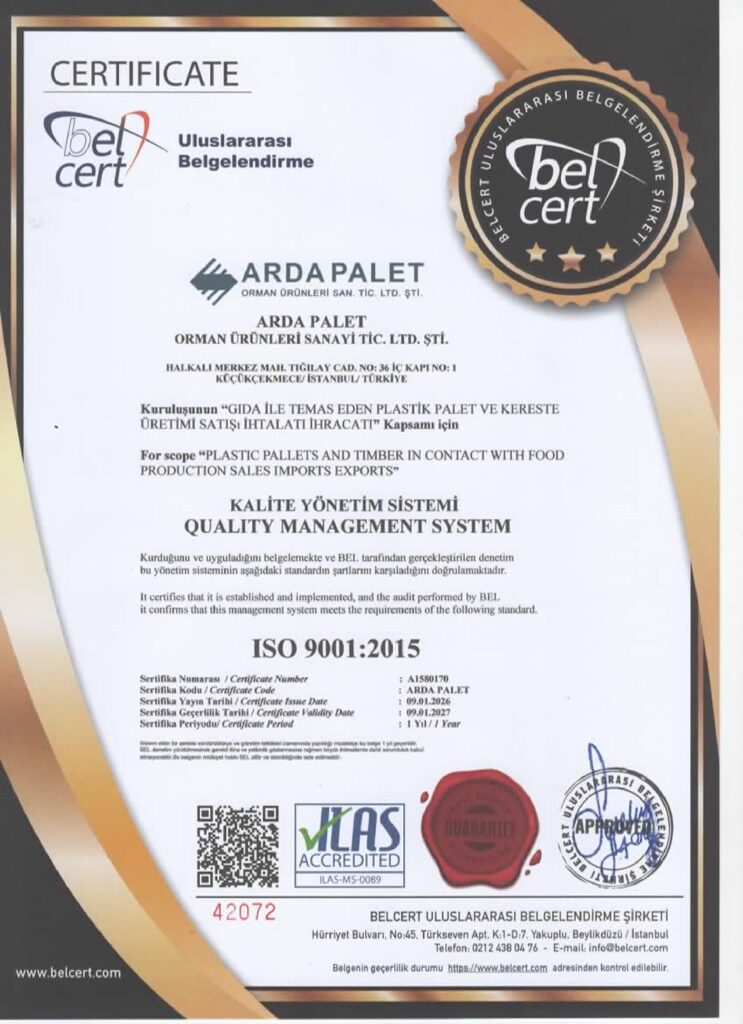 CERTIFICATE
bel cert
Uluslararası
Belgelendirme
BELCERT ULUSLARARASI BELGELENDİRME ŞİRKETİ
bel cert
ARDA PALET
ORMAN ÜRÜNLERİ SAN. TİC. LTD. ŞTİ.
ARDA PALET
ORMAN ÜRÜNLERİ SANAYİ TİC. LTD. ŞTİ.
HALKALI MERKEZ MAH. TIĞILAY CAD. NO: 36 İÇ KAPI NO: 1
KÜÇÜKÇEKMECE/ İSTANBUL/ TÜRKİYE
Kuruluşunun “GIDA İLE TEMAS EDEN PLASTİK PALET VE KERESTE
ÜRETİMİ SATIŞI İHTALATI İHRACATI” Kapsamı için
For scope “PLASTIC PALLETS AND TIMBER IN CONTACT WITH FOOD
PRODUCTION SALES IMPORTS EXPORTS”
KALİTE YÖNETİM SİSTEMİ
QUALITY MANAGEMENT SYSTEM
Kurduğunu ve uyguladığını belgelemekte ve BEL tarafından gerçekleştirilen denetim
bu yönetim sisteminin aşağıdaki standardın şartlarını karşıladığını doğrulamaktadır.
It certifies that it is established and implemented, and the audit performed by BEL
it confirms that this management system meets the requirements of the following standard.
ISO 9001:2015
Sertifika Numarası / Certificate Number : A1580170
Sertifika Kodu / Certificate Code : ARDA PALET
Sertifika Yayın Tarihi / Certificate Issue Date : 09.01.2026
Sertifika Geçerlilik Tarihi / Certificate Validity Date : 09.01.2027
Sertifika Periyodu/ Certificate Period : 1 Yıl / 1 Year
ILAS
ACCREDITED
ILAS-MS-0089
GUARANTEE
BELCERT ULUSLARARASI BELGELENDİRME ŞİRKETİ
APPROVED
42072
BELCERT ULUSLARARASI BELGELENDİRME ŞİRKETİ
Hürriyet Bulvarı, No:45, Türkseven Apt. K:1-D:7, Yakuplu, Beylikdüzü / İstanbul
Telefon: 0212 438 04 76 - E-mail: info@belcert.com
Belgenin geçerlilik durumu https://www.belcert.com adresinden kontrol edilebilir.
www.belcert.com